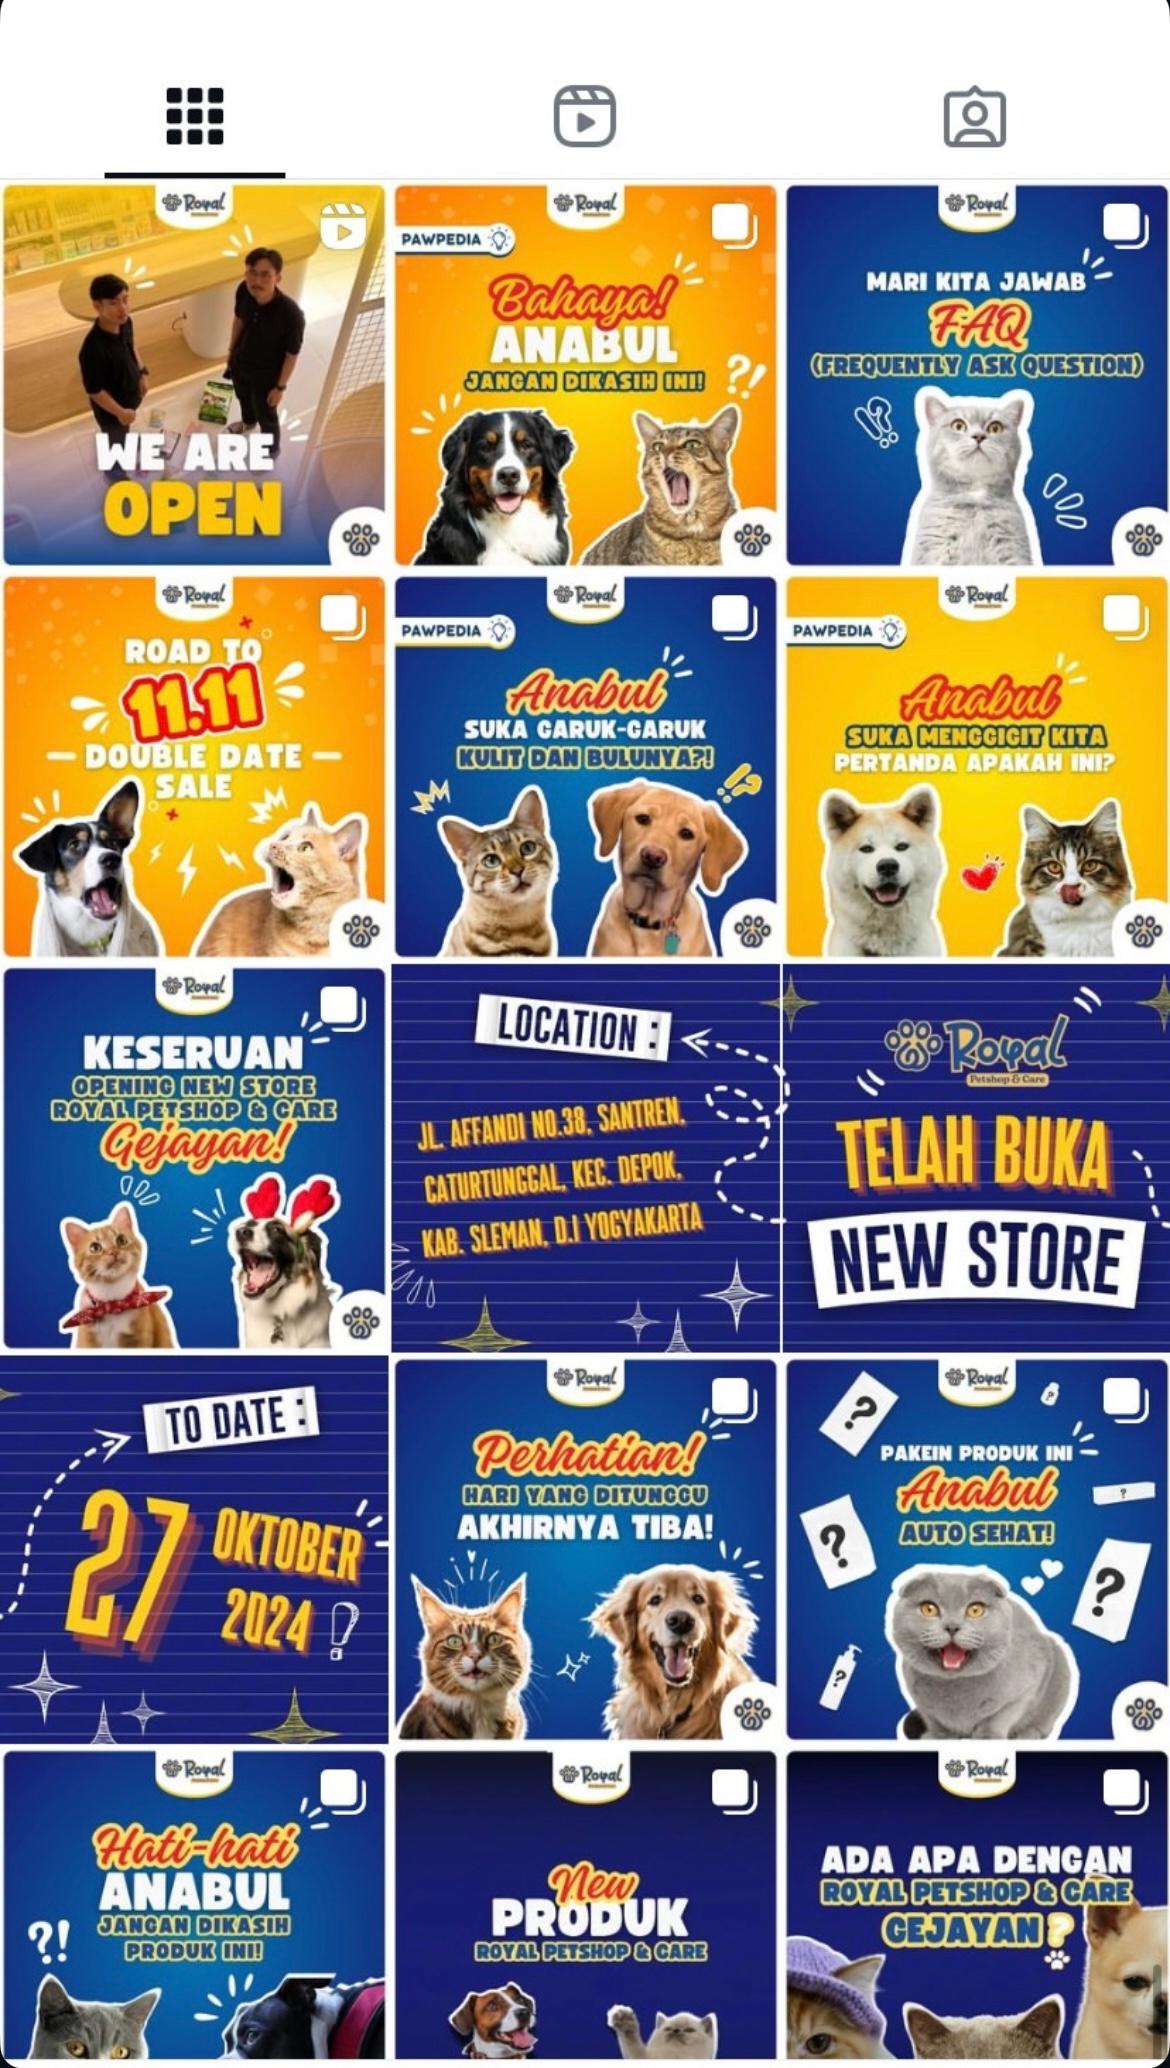 Royal
WE ARE
OPEN
Royal
PAWPEDIA
Bahaya!
ANABUL
JANGAN DIKASIH INI!
?!
Royal
MARI KITA JAWAB
FAQ
(FREQUENTLY ASK QUESTION)
!?
Royal
ROAD TO
11.11
DOUBLE DATE
SALE
Royal
PAWPEDIA
Anabul
SUKA GARUK-GARUK
KULIT DAN BULUNYA?!
!?
Royal
PAWPEDIA
Anabul
SUKA MENGGIGIT KITA
PERTANDA APAKAH INI?
Royal
KESERUAN
OPENING NEW STORE
ROYAL PETSHOP & CARE
Gejayan!
LOCATION :
JL. AFFANDI NO.38, SANTREN,
CATURTUNGGAL, KEC. DEPOK,
KAB. SLEMAN, D.I YOGYAKARTA
Royal
Petshop & Care
TELAH BUKA
NEW STORE
TO DATE :
27 OKTOBER
2024 !
Royal
Perhatian!
HARI YANG DITUNGGU
AKHIRNYA TIBA!
Royal
?
PAKEIN PRODUK INI
Anabul
?
AUTO SEHAT!
?
?
?
Royal
Hati-hati
ANABUL
JANGAN DIKASIH
PRODUK INI!
?!
Royal
New
PRODUK
ROYAL PETSHOP & CARE
Royal
ADA APA DENGAN
ROYAL PETSHOP & CARE
GEJAYAN?